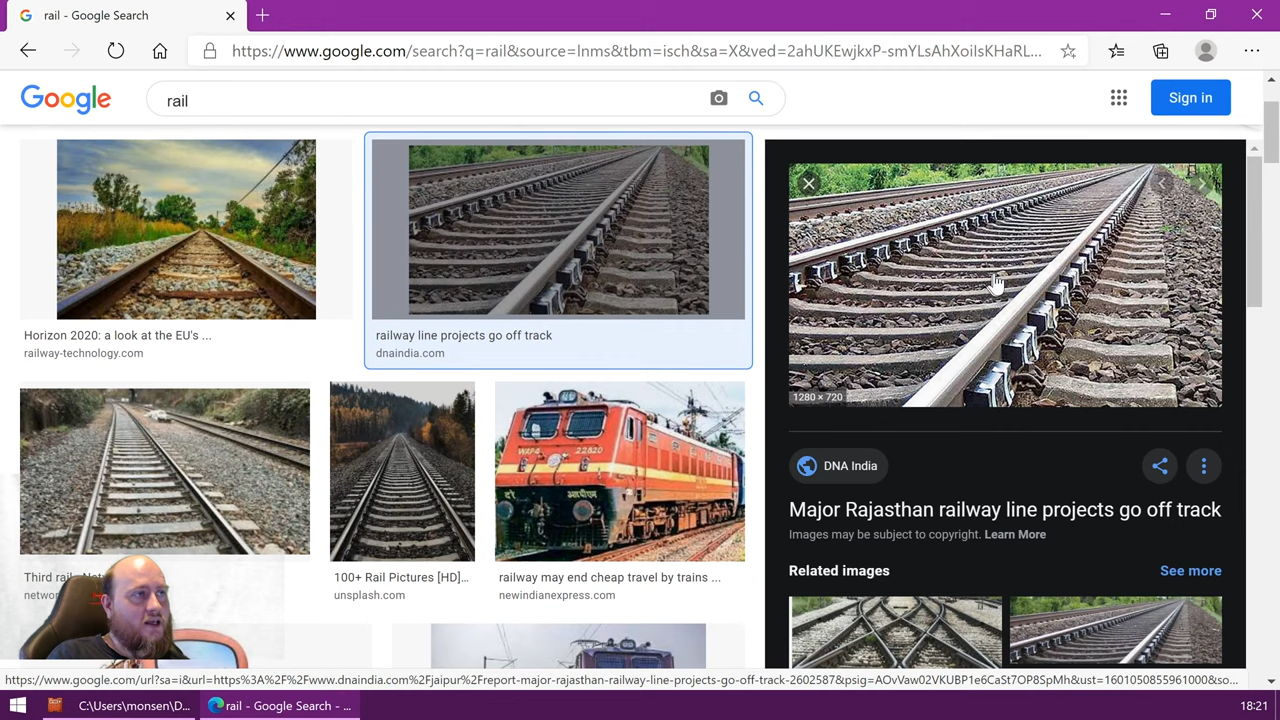 rail - Google Search
https://www.google.com/search?q=rail&source=lnms&tbm=isch&sa=X&ved=2ahUKEwjkxP-smYLsAhXoiIsKHaRL...
Google
rail
Sign in
Horizon 2020: a look at the EU's ...
railway-technology.com
railway line projects go off track
dnaindia.com
1280 × 720
DNA India
Major Rajasthan railway line projects go off track
Images may be subject to copyright. Learn More
Related images
See more
WAP4 22820
Third rail
100+ Rail Pictures [HD]...
unsplash.com
railway may end cheap travel by trains ...
newindianexpress.com
https://www.google.com/url?sa=i&url=https%3A%2F%2Fwww.dnaindia.com%2Fjaipur%2Freport-major-rajasthan-railway-line-projects-go-off-track-2602587&psig=AOvVaw02VKUBP1e6CaSt7OP8SpMh&ust=1601050855961000&so...
C:\Users\monsen\D...
rail - Google Search - ...
18:21